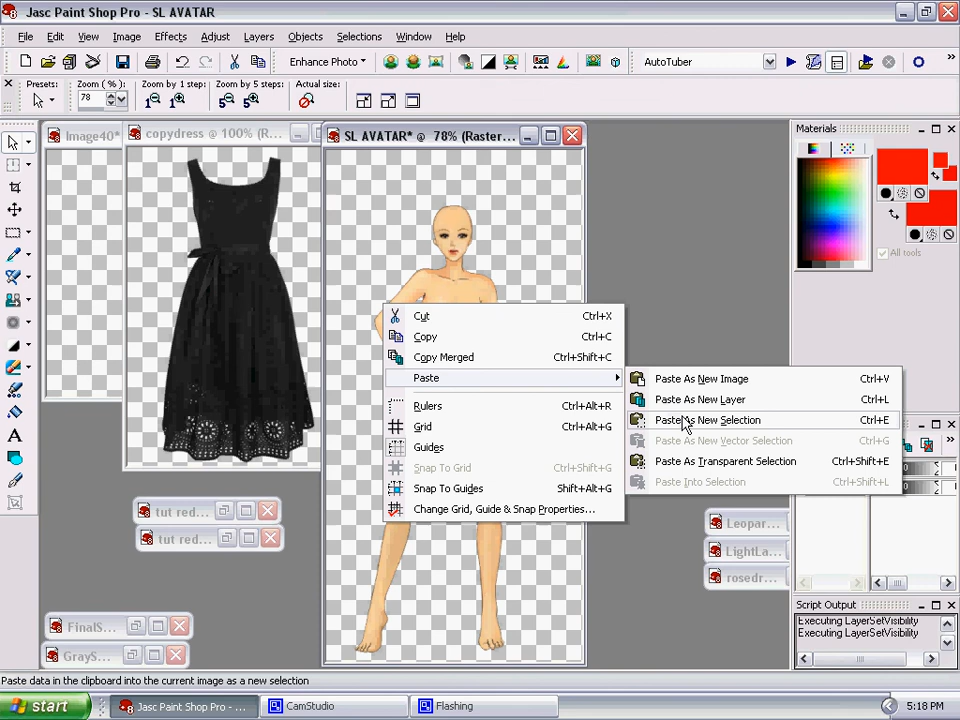 Jasc Paint Shop Pro - SL AVATAR
File Edit View Image Effects Adjust Layers Objects Selections Window Help
Enhance Photo AutoTuber
Presets: Zoom ( % ): Zoom by 1 step: Zoom by 5 steps: Actual size:
78
Image40* copydress @ 100% (R... SL AVATAR* @ 78% (Raster... Materials
All tools
Cut Ctrl+X
Copy Ctrl+C
Copy Merged Ctrl+Shift+C
Paste
Paste As New Image Ctrl+V
Paste As New Layer Ctrl+L
Paste As New Selection Ctrl+E
Paste As New Vector Selection Ctrl+G
Paste As Transparent Selection Ctrl+Shift+E
Paste Into Selection Ctrl+Shift+L
Rulers Ctrl+Alt+R
Grid Ctrl+Alt+G
Guides
Snap To Grid Ctrl+Shift+G
Snap To Guides Shift+Alt+G
Change Grid, Guide & Snap Properties...
tut red...
tut red...
Leopar...
LightLa...
rosedr...
FinalS...
GrayS...
Script Output
Executing LayerSetVisibility
Executing LayerSetVisibility
Paste data in the clipboard into the current image as a new selection
start Jasc Paint Shop Pro - ... CamStudio Flashing 5:18 PM